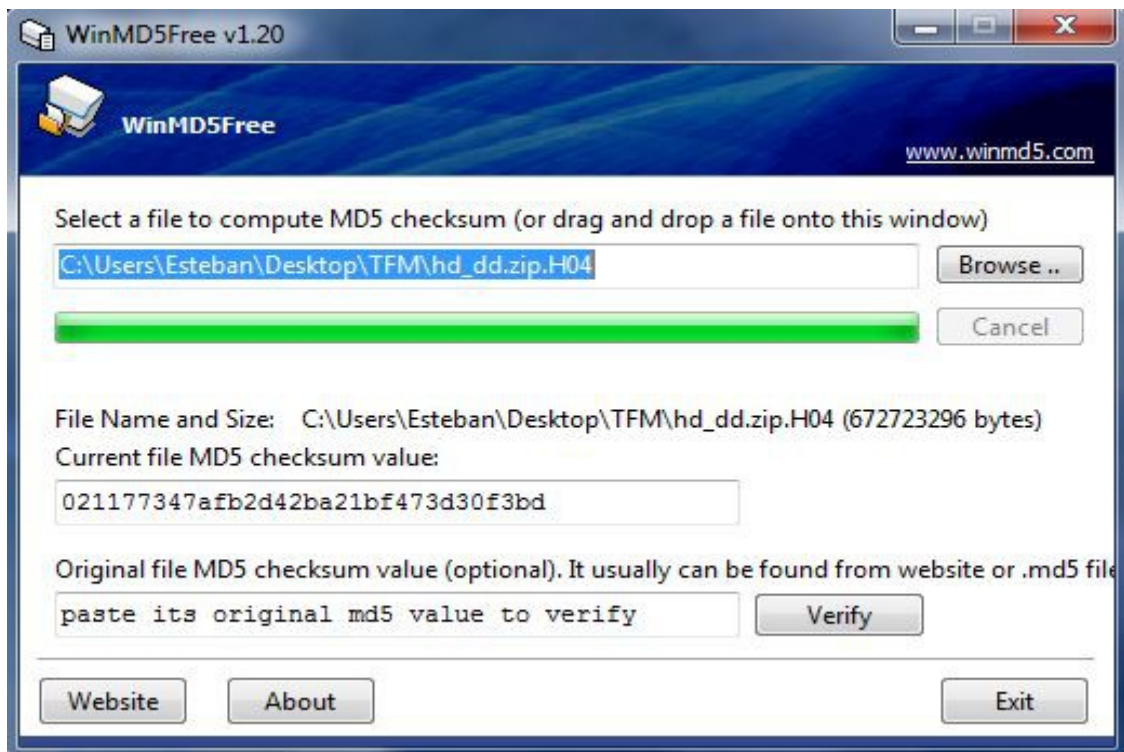 WinMD5Free v1.20
WinMD5Free
www.winmd5.com
Select a file to compute MD5 checksum (or drag and drop a file onto this window)
C:\Users\Esteban\Desktop\TFM\hd_dd.zip.H04
Browse ..
Cancel
File Name and Size: C:\Users\Esteban\Desktop\TFM\hd_dd.zip.H04 (672723296 bytes)
Current file MD5 checksum value:
021177347afb2d42ba21bf473d30f3bd
Original file MD5 checksum value (optional). It usually can be found from website or .md5 file
paste its original md5 value to verify
Verify
Website
About
Exit